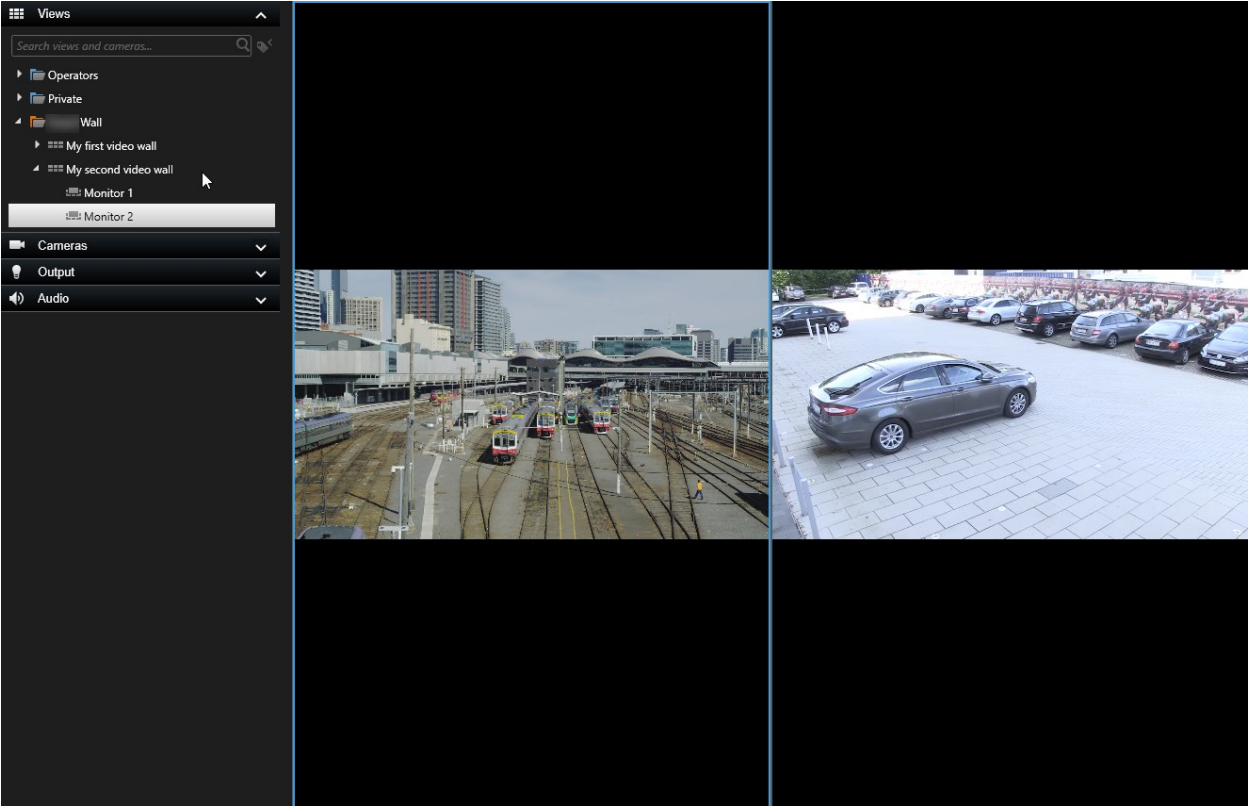 Views
Search views and cameras...
Operators
Private
Wall
My first video wall
My second video wall
Monitor 1
Monitor 2
Cameras
Output
Audio